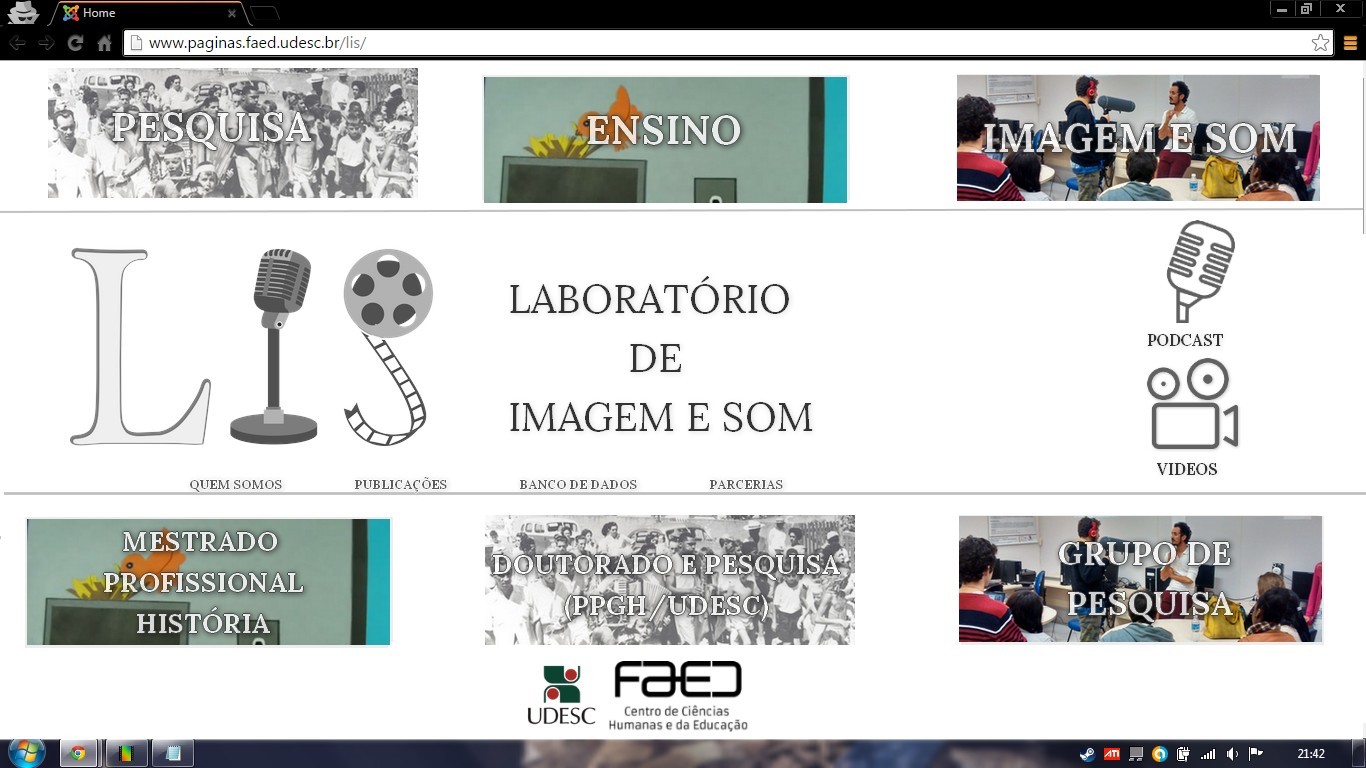 Home
www.paginas.faed.udesc.br/lis/
PESQUISA
ENSINO
IMAGEM E SOM
LIS
LABORATÓRIO
DE
IMAGEM E SOM
PODCAST
VIDEOS
QUEM SOMOS
PUBLICAÇÕES
BANCO DE DADOS
PARCERIAS
MESTRADO
PROFISSIONAL
HISTÓRIA
DOUTORADO E PESQUISA
(PPGH/UDESC)
GRUPO DE
PESQUISA
UDESC
FAED
Centro de Ciências
Humanas e da Educação
ATI
21:42